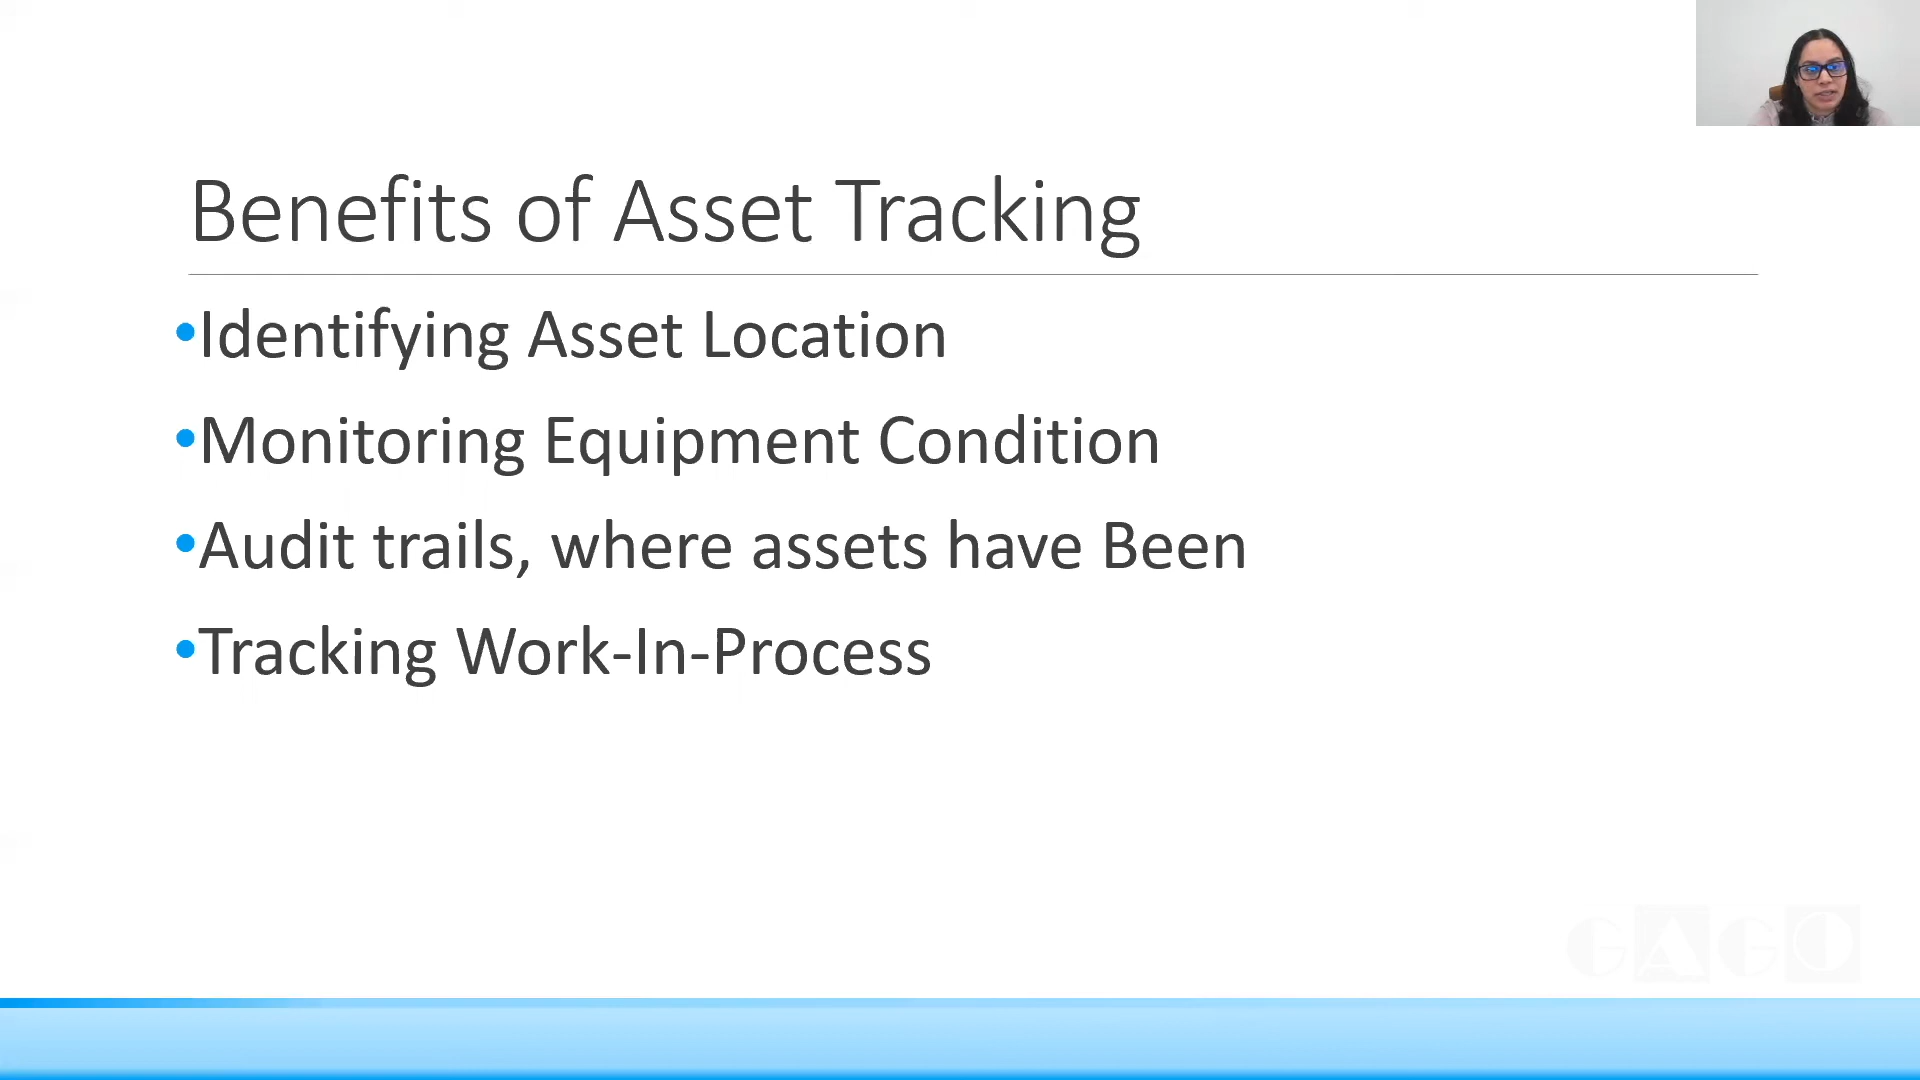 Benefits of Asset Tracking
•Identifying Asset Location
•Monitoring Equipment Condition
•Audit trails, where assets have Been
•Tracking Work-In-Process
GAGO